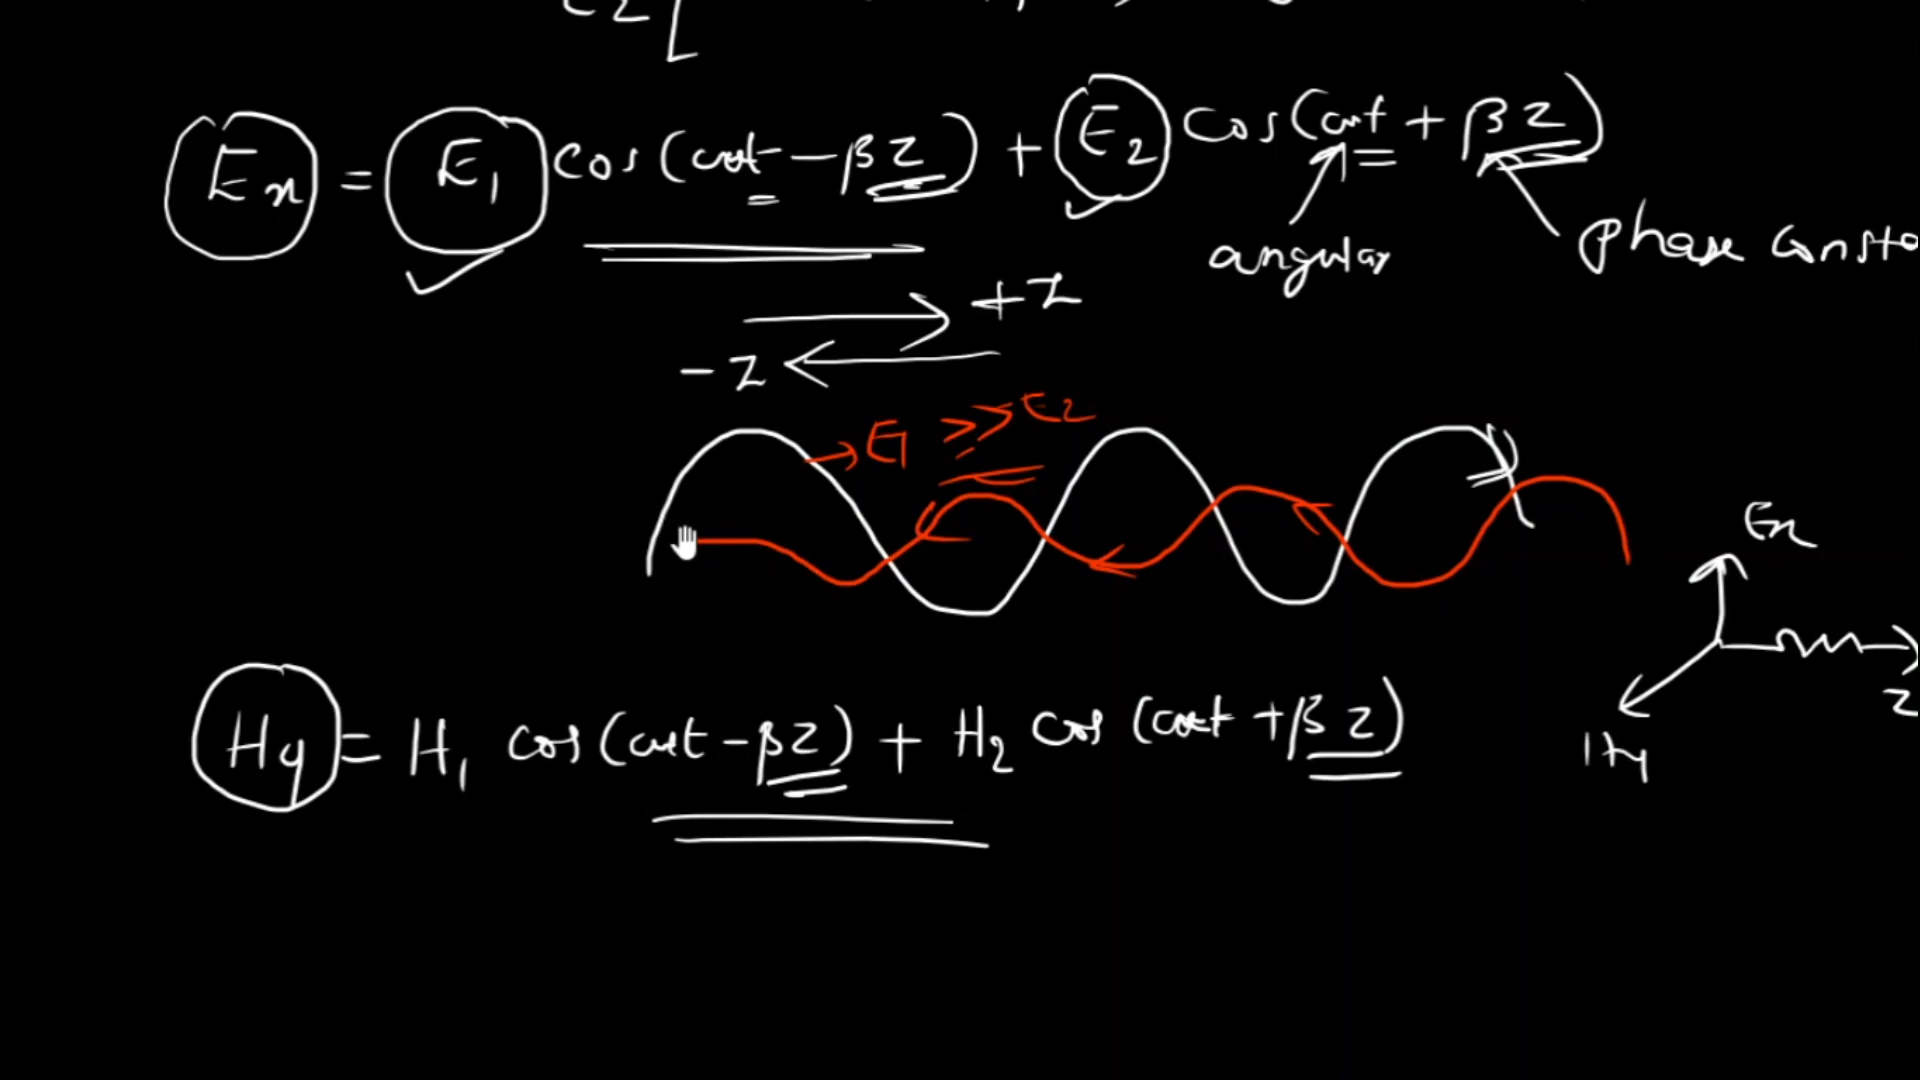 E₂[
Ex = E₁ cos(ωt - βz) + E₂ cos(ωt + βz)
angular
phase consta
+z
-z
E₁ >> E₂
Ex
z
Hy
Hy = H₁ cos(ωt - βz) + H₂ cos(ωt + βz)